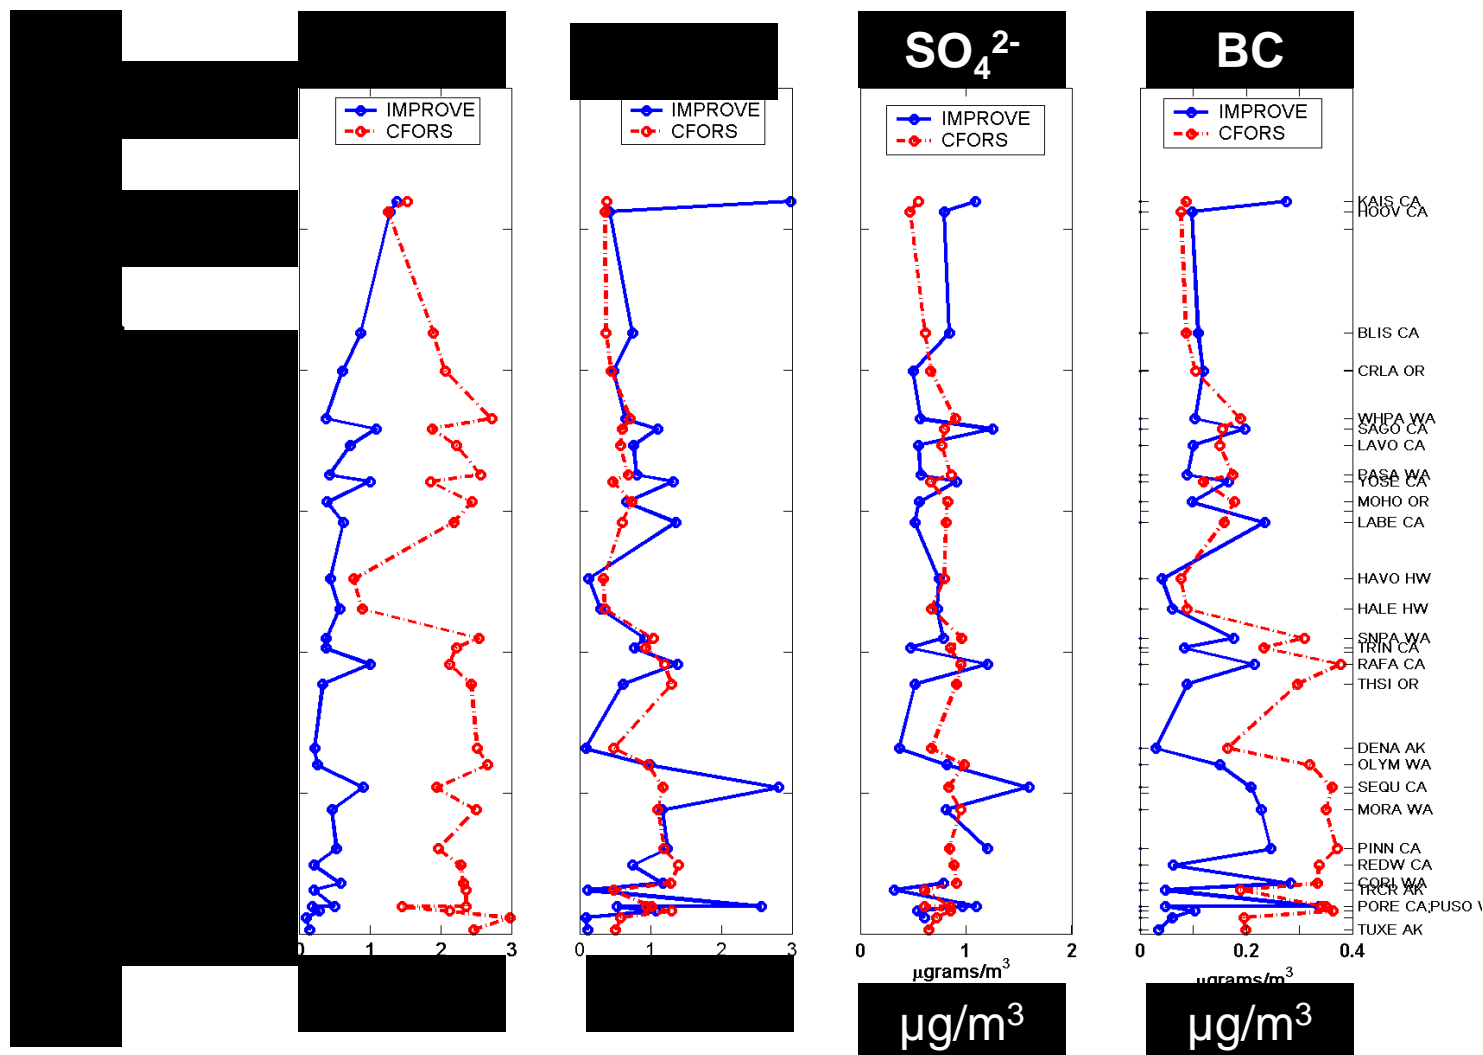 SO₄²⁻
BC
IMPROVE
CFORS
IMPROVE
CFORS
IMPROVE
CFORS
IMPROVE
CFORS
KAIS CA
HOOV CA
BLIS CA
CRLA OR
WHPA WA
SAGO CA
LAVO CA
PASA WA
YOSE CA
MOHO OR
LABE CA
HAVO HW
HALE HW
SNPA WA
TRIN CA
RAFA CA
THSI OR
DENA AK
OLYM WA
SEQU CA
MORA WA
PINN CA
REDW CA
CORI WA
TRCR AK
PORE CA;PUSO W
TUXE AK
0 1 2 3
0 1 2 3
0 1 2
0 0.2 0.4
μgrams/m³
μgrams/m³
μg/m³
μg/m³